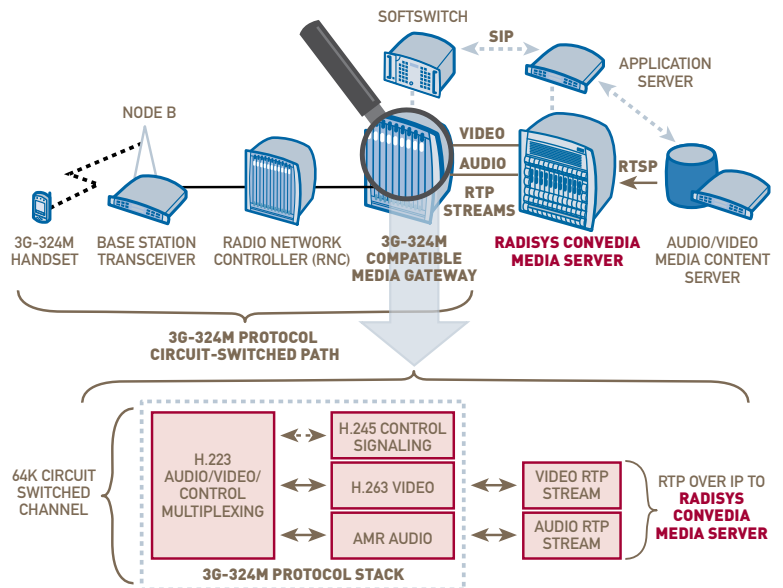 SOFTSWITCH
SIP
APPLICATION
SERVER
NODE B
VIDEO
AUDIO
RTP
STREAMS
RTSP
3G-324M
HANDSET
BASE STATION
TRANSCEIVER
RADIO NETWORK
CONTROLLER (RNC)
3G-324M
COMPATIBLE
MEDIA GATEWAY
RADISYS CONVEDIA
MEDIA SERVER
AUDIO/VIDEO
MEDIA CONTENT
SERVER
3G-324M PROTOCOL
CIRCUIT-SWITCHED PATH
64K CIRCUIT
SWITCHED
CHANNEL
H.223
AUDIO/VIDEO/
CONTROL
MULTIPLEXING
H.245 CONTROL
SIGNALING
H.263 VIDEO
AMR AUDIO
VIDEO RTP
STREAM
AUDIO RTP
STREAM
RTP OVER IP TO
RADISYS
CONVEDIA
MEDIA SERVER
3G-324M PROTOCOL STACK